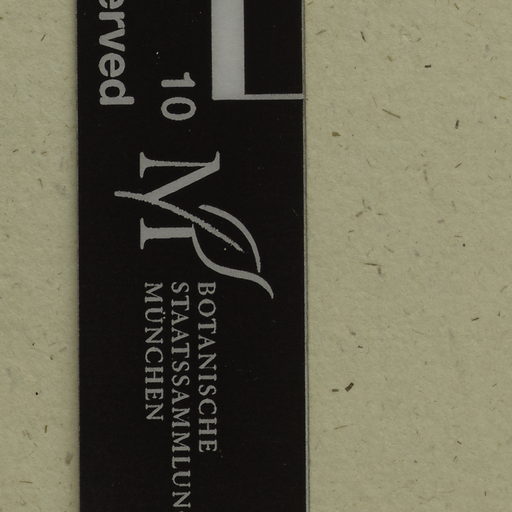 erved
10
BOTANISCHE
STAATSSAMMLUN
MÜNCHEN